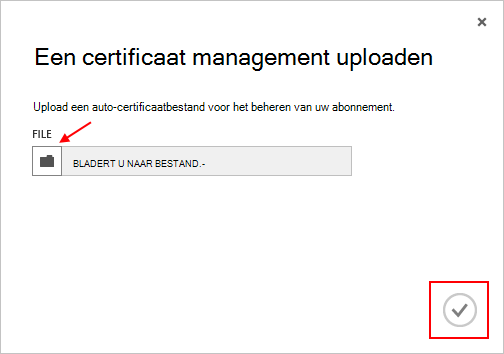 Een certificaat management uploaden
Upload een auto-certificaatbestand voor het beheren van uw abonnement.
FILE
BLADERT U NAAR BESTAND.-